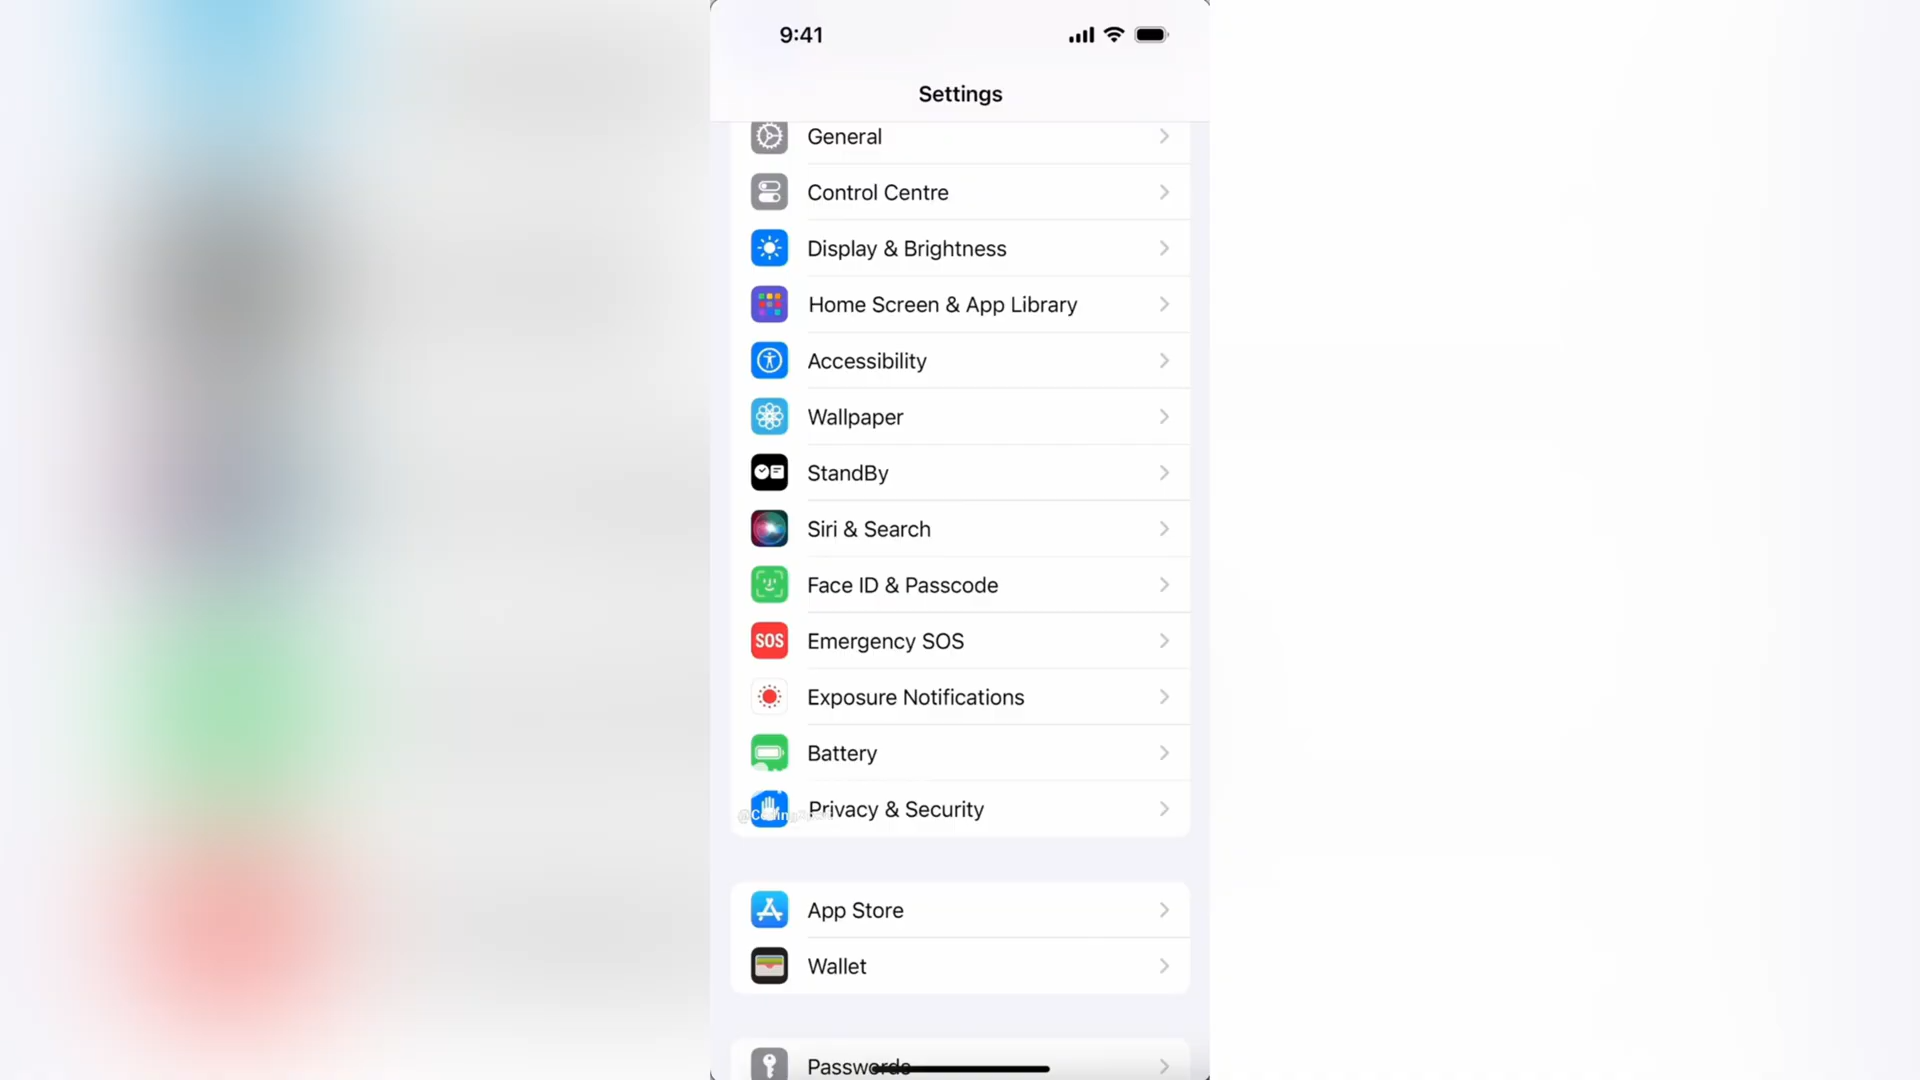 9:41
Settings
General
Control Centre
Display & Brightness
Home Screen & App Library
Accessibility
Wallpaper
StandBy
Siri & Search
Face ID & Passcode
SOS Emergency SOS
Exposure Notifications
Battery
Privacy & Security
App Store
Wallet
Passwords